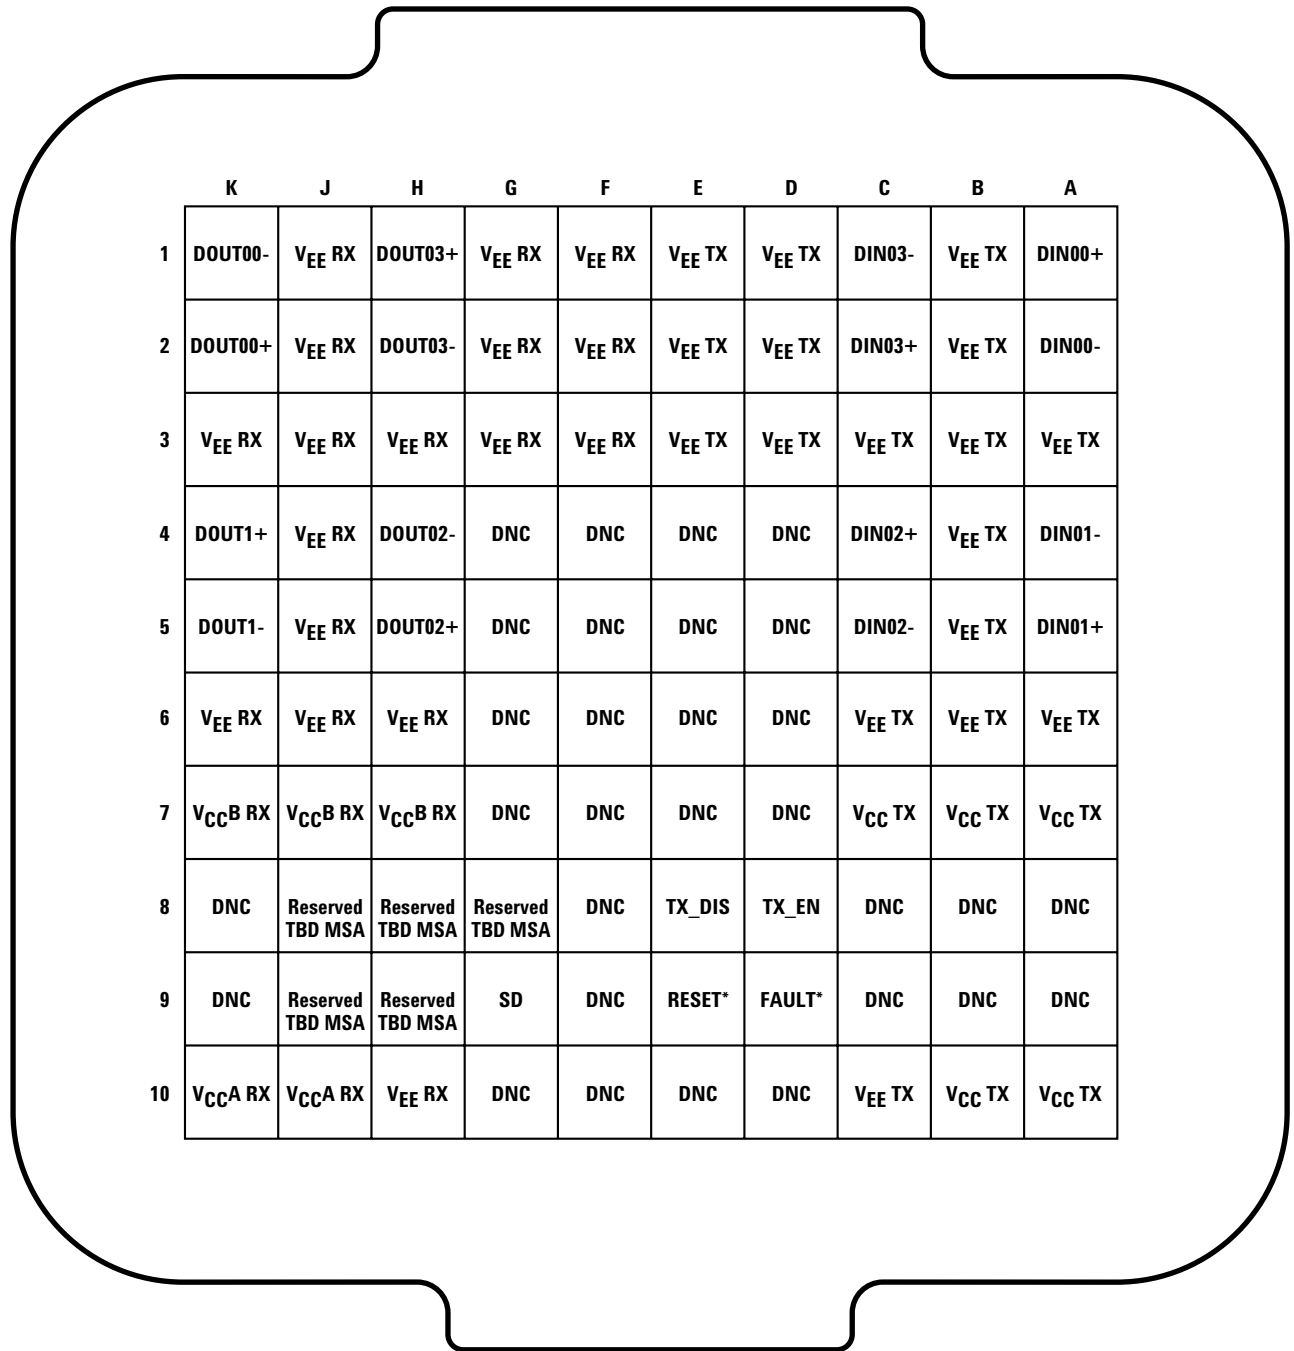 K J H G F E D C B A
1 DOUT00- VEE RX DOUT03+ VEE RX VEE RX VEE TX VEE TX DIN03- VEE TX DIN00+
2 DOUT00+ VEE RX DOUT03- VEE RX VEE RX VEE TX VEE TX DIN03+ VEE TX DIN00-
3 VEE RX VEE RX VEE RX VEE RX VEE RX VEE TX VEE TX VEE TX VEE TX VEE TX
4 DOUT1+ VEE RX DOUT02- DNC DNC DNC DNC DIN02+ VEE TX DIN01-
5 DOUT1- VEE RX DOUT02+ DNC DNC DNC DNC DIN02- VEE TX DIN01+
6 VEE RX VEE RX VEE RX DNC DNC DNC DNC VEE TX VEE TX VEE TX
7 VCCB RX VCCB RX VCCB RX DNC DNC DNC DNC VCC TX VCC TX VCC TX
8 DNC Reserved Reserved Reserved DNC TX_DIS TX_EN DNC DNC DNC
TBD MSA TBD MSA TBD MSA
9 DNC Reserved Reserved SD DNC RESET* FAULT* DNC DNC DNC
TBD MSA TBD MSA
10 VCCA RX VCCA RX VEE RX DNC DNC DNC DNC VEE TX VCC TX VCC TX